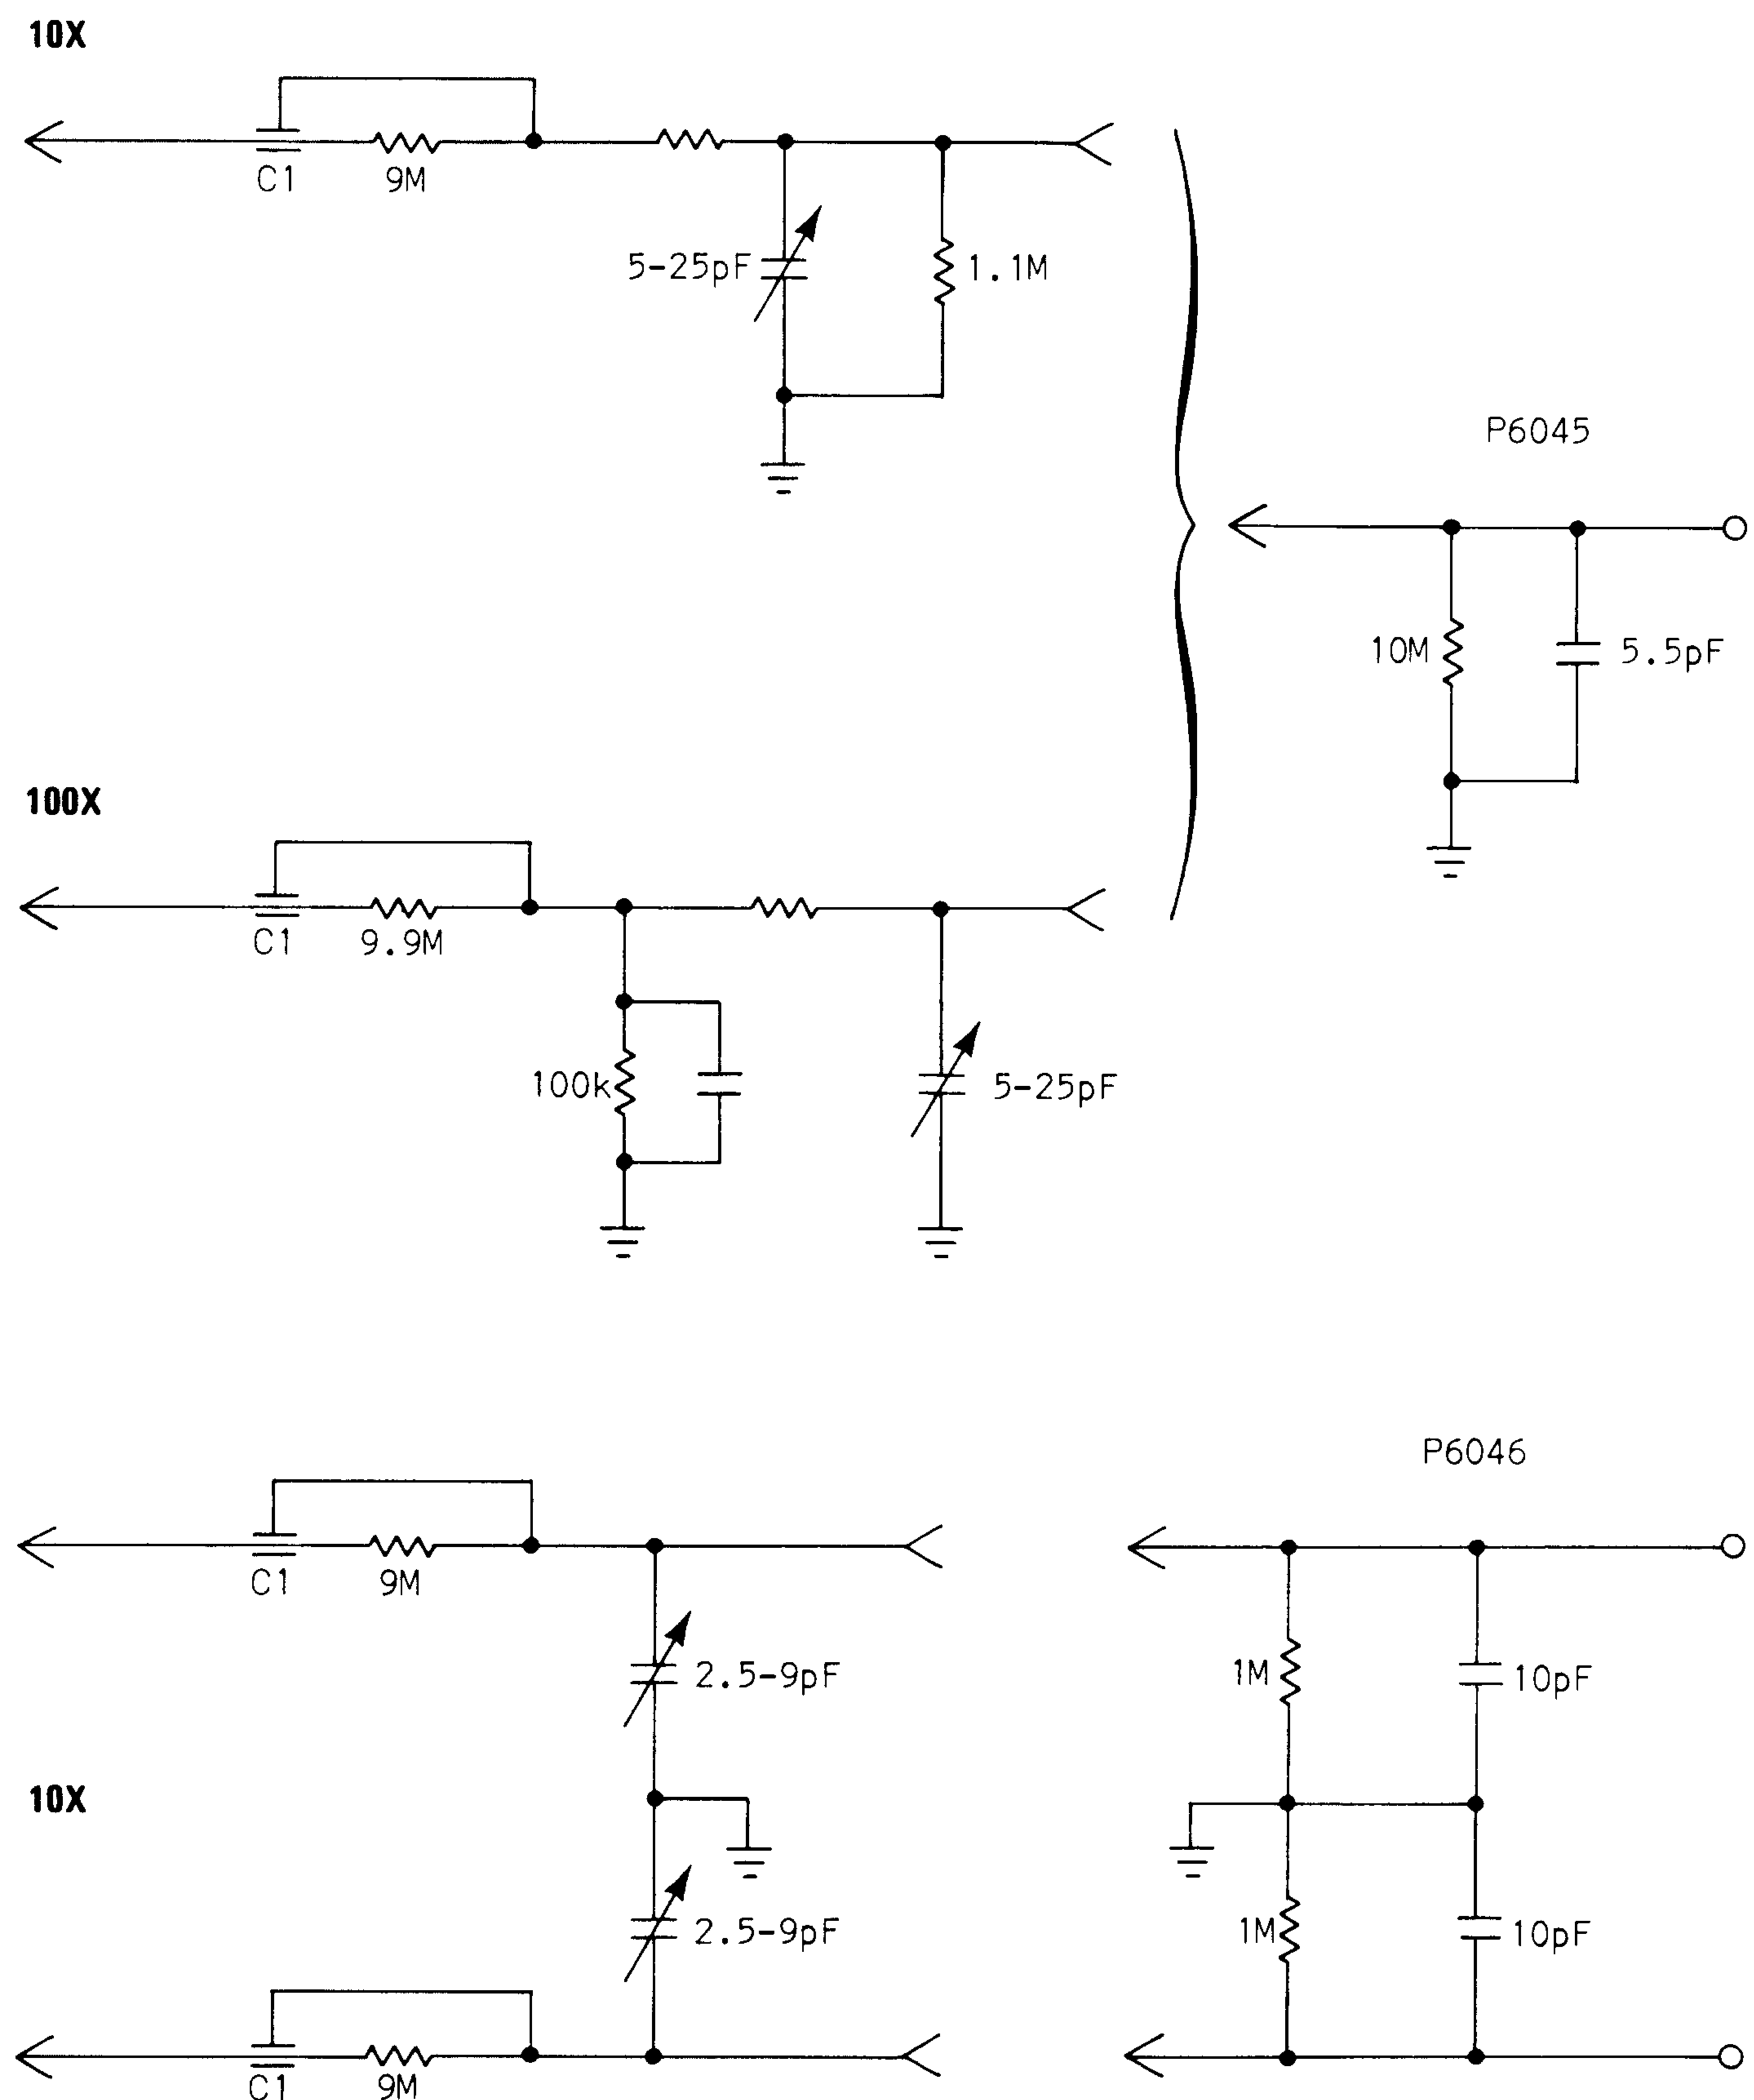 10X
C1
9M
5-25pF
1.1M
P6045
10M
5.5pF
100X
C1
9.9M
100k
5-25pF
P6046
C1
9M
2.5-9pF
1M
10pF
10X
2.5-9pF
1M
10pF
C1
9M